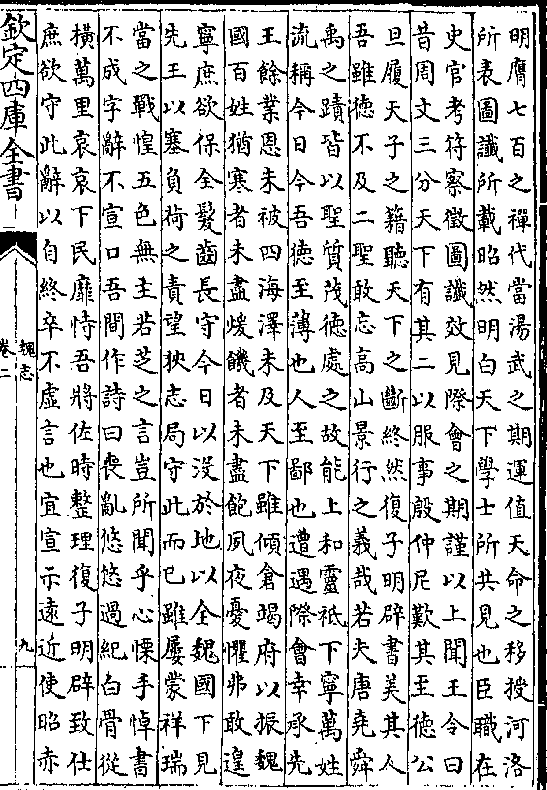 明膺七百之禪代當湯武之期運值天命之移授河洛
所表圖讖所載昭然明白天下學士所共見也臣職在
史官考符察徵圖讖效見際會之期謹以上聞王令曰
昔周文三分天下有其二以服事殷仲尼歎其至德公
旦履天子之籍聽天下之斷終然復子明辟書美其人
吾雖德不及二聖敢忘高山景行之義哉若夫唐堯舜
禹之蹟皆以聖質茂德處之故能上和靈祗下寧萬姓
流稱今日今吾德至薄也人至鄙也遭遇際會幸承先
王餘業恩未被四海澤未及天下雖傾倉竭府以振魏
國百姓猶寒者未盡煖饑者未盡飽夙夜憂懼弗敢遑
寧庶欲保全髮齒長守今日以沒於地以全魏國下見
先王以塞負荷之責望狹志局守此而已雖屢蒙祥瑞
當之戰惶五色無主若芝之言豈所聞乎心慄手悼書
不成字辭不宣口吾間作詩曰喪亂悠悠過紀白骨從
橫萬里哀哀下民靡恃吾將佐時整理復子明辟致仕
庶欲守此辭以自終卒不虛言也宜宣示遠近使昭赤
欽定四庫全書
魏志
卷二
九